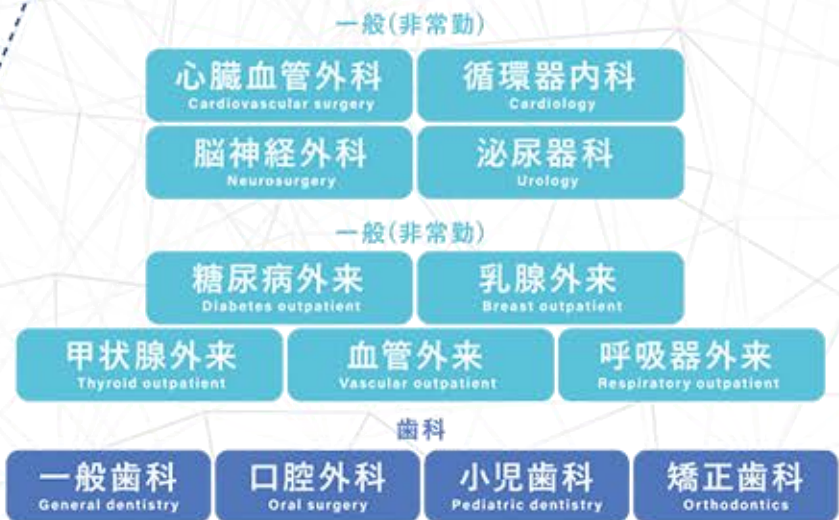 一般(非常勤)
心臓血管外科 循環器内科
Cardiovascular surgery Cardiology
脳神経外科 泌尿器科
Neurosurgery Urology
一般(非常勤)
糖尿病外来 乳腺外来
Diabetes outpatient Breast outpatient
甲状腺外来 血管外来 呼吸器外来
Thyroid outpatient Vascular outpatient Respiratory outpatient
歯科
一般歯科 口腔外科 小児歯科 矯正歯科
General dentistry Oral surgery Pediatric dentistry Orthodontics